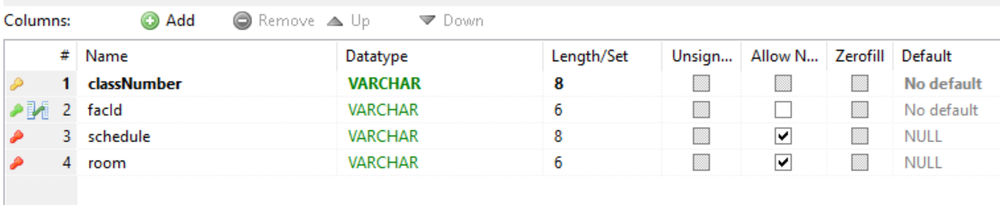 Columns: Add Remove Up Down
# Name Datatype Length/Set Unsign... Allow N... Zerofill Default
1 classNumber VARCHAR 8 No default
2 facId VARCHAR 6 No default
3 schedule VARCHAR 8 NULL
4 room VARCHAR 6 NULL